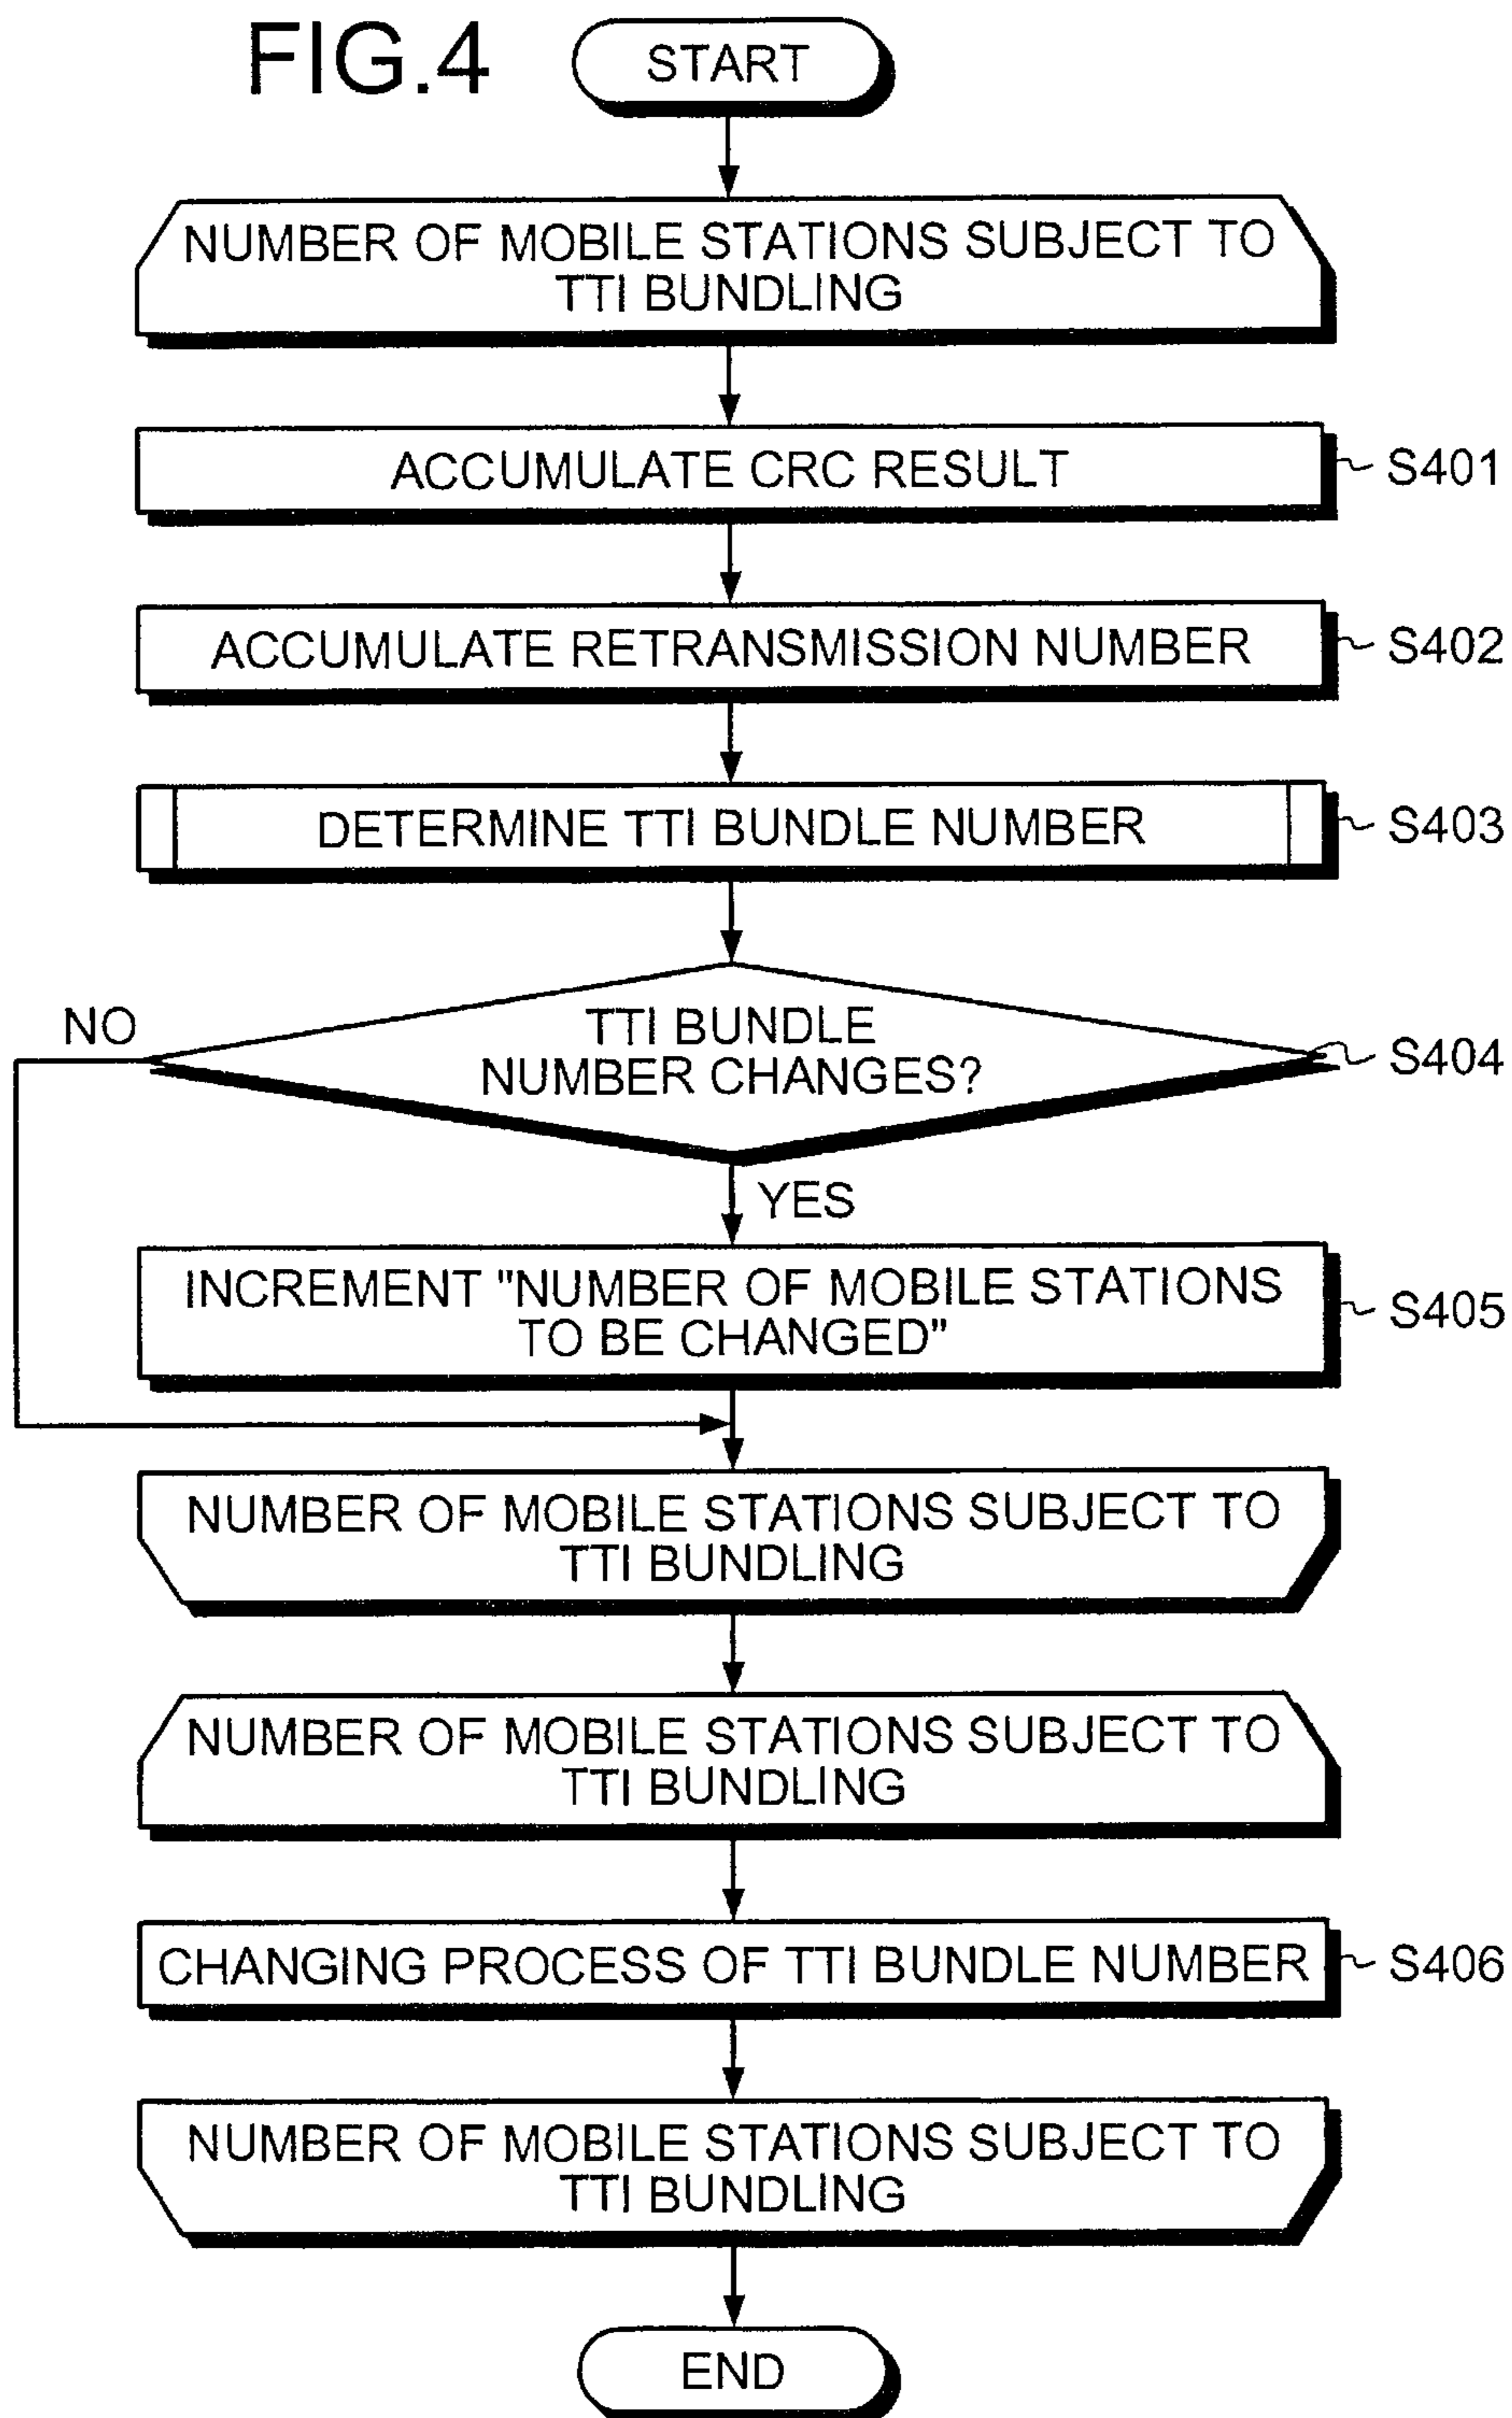 FIG.4
START
NUMBER OF MOBILE STATIONS SUBJECT TO
TTI BUNDLING
ACCUMULATE CRC RESULT
S401
ACCUMULATE RETRANSMISSION NUMBER
S402
DETERMINE TTI BUNDLE NUMBER
S403
NO
TTI BUNDLE
NUMBER CHANGES?
S404
YES
INCREMENT "NUMBER OF MOBILE STATIONS
TO BE CHANGED"
S405
NUMBER OF MOBILE STATIONS SUBJECT TO
TTI BUNDLING
NUMBER OF MOBILE STATIONS SUBJECT TO
TTI BUNDLING
CHANGING PROCESS OF TTI BUNDLE NUMBER
S406
NUMBER OF MOBILE STATIONS SUBJECT TO
TTI BUNDLING
END